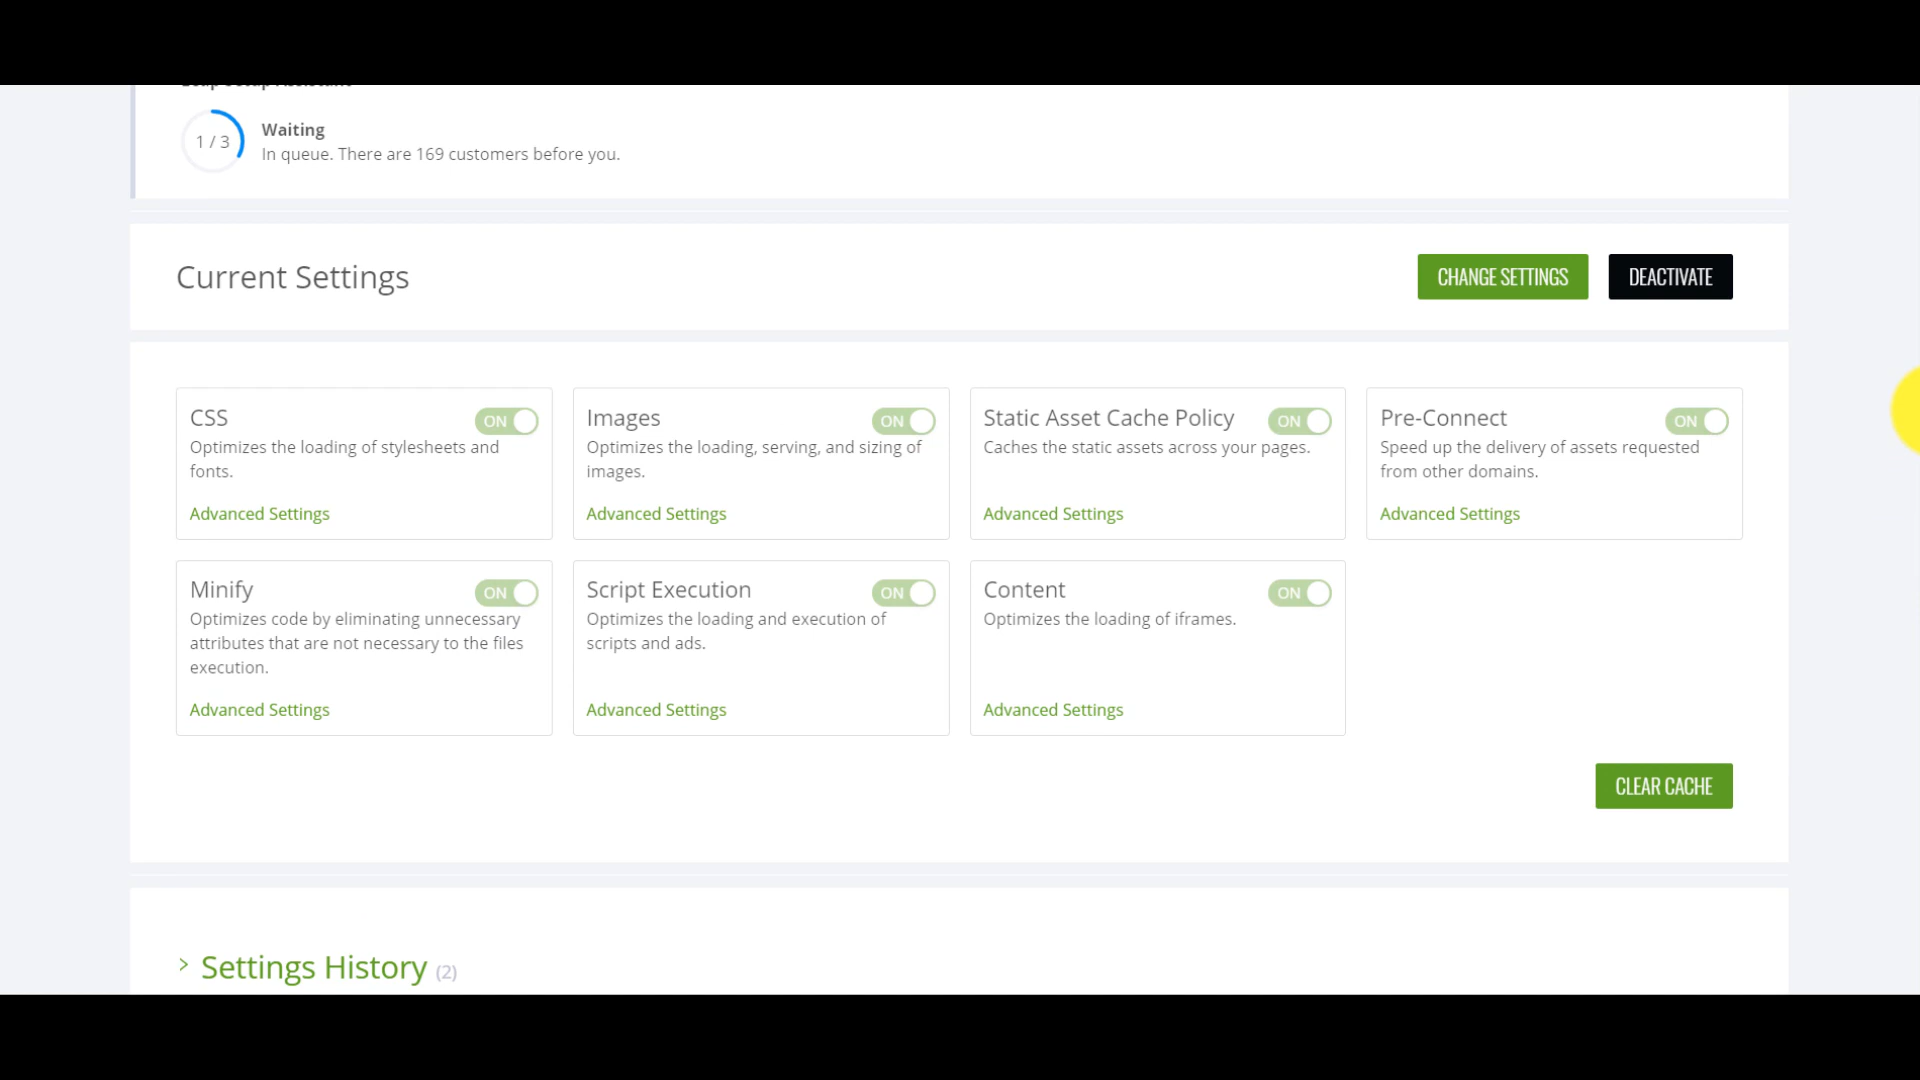 1 / 3
Waiting
In queue. There are 169 customers before you.
Current Settings
CHANGE SETTINGS
DEACTIVATE
CSS
ON
Optimizes the loading of stylesheets and
fonts.
Advanced Settings
Images
ON
Optimizes the loading, serving, and sizing of
images.
Advanced Settings
Static Asset Cache Policy
ON
Caches the static assets across your pages.
Advanced Settings
Pre-Connect
ON
Speed up the delivery of assets requested
from other domains.
Advanced Settings
Minify
ON
Optimizes code by eliminating unnecessary
attributes that are not necessary to the files
execution.
Advanced Settings
Script Execution
ON
Optimizes the loading and execution of
scripts and ads.
Advanced Settings
Content
ON
Optimizes the loading of iframes.
Advanced Settings
CLEAR CACHE
> Settings History (2)